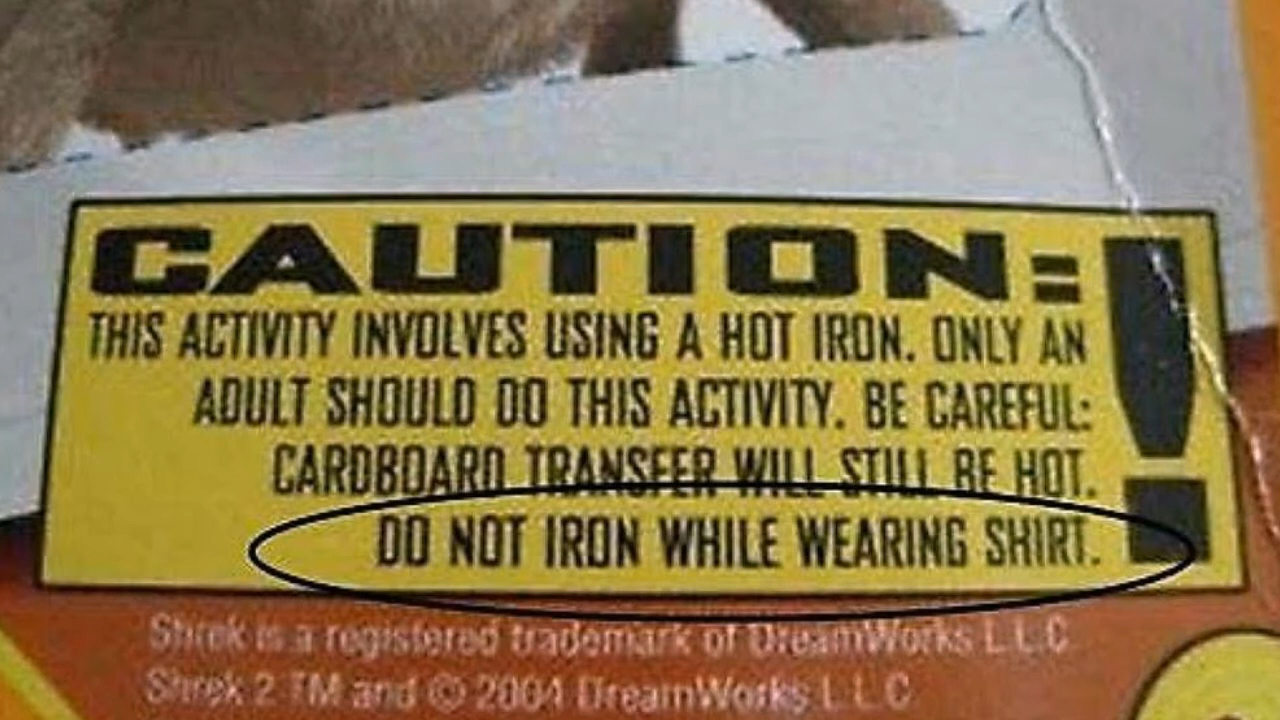 CAUTION:
THIS ACTIVITY INVOLVES USING A HOT IRON. ONLY AN
ADULT SHOULD DO THIS ACTIVITY. BE CAREFUL:
CARDBOARD TRANSFER WILL STILL BE HOT.
DO NOT IRON WHILE WEARING SHIRT.
!
Shrek is a registered trademark of DreamWorks L.L.C.
Shrek 2 TM and © 2004 DreamWorks L.L.C.